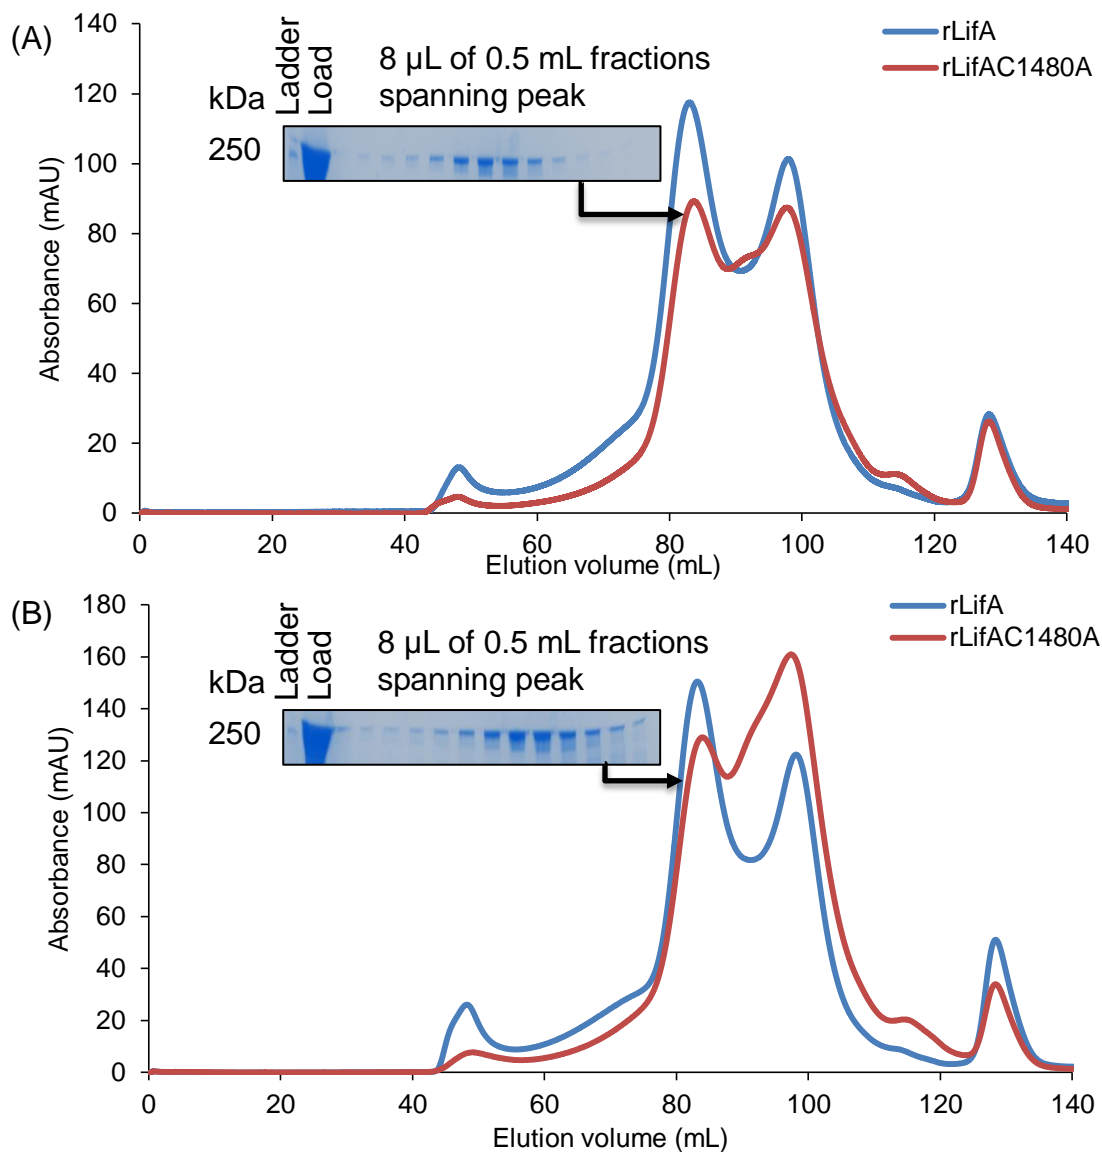 (A)
140
120
100
80
60
40
20
0
Absorbance (mAU)
kDa
Ladder
Load
8 µL of 0.5 mL fractions
spanning peak
250
rLifA
rLifAC1480A
0 20 40 60 80 100 120 140
Elution volume (mL)
(B)
180
160
140
120
100
80
60
40
20
0
Absorbance (mAU)
kDa
Ladder
Load
8 µL of 0.5 mL fractions
spanning peak
250
rLifA
rLifAC1480A
0 20 40 60 80 100 120 140
Elution volume (mL)